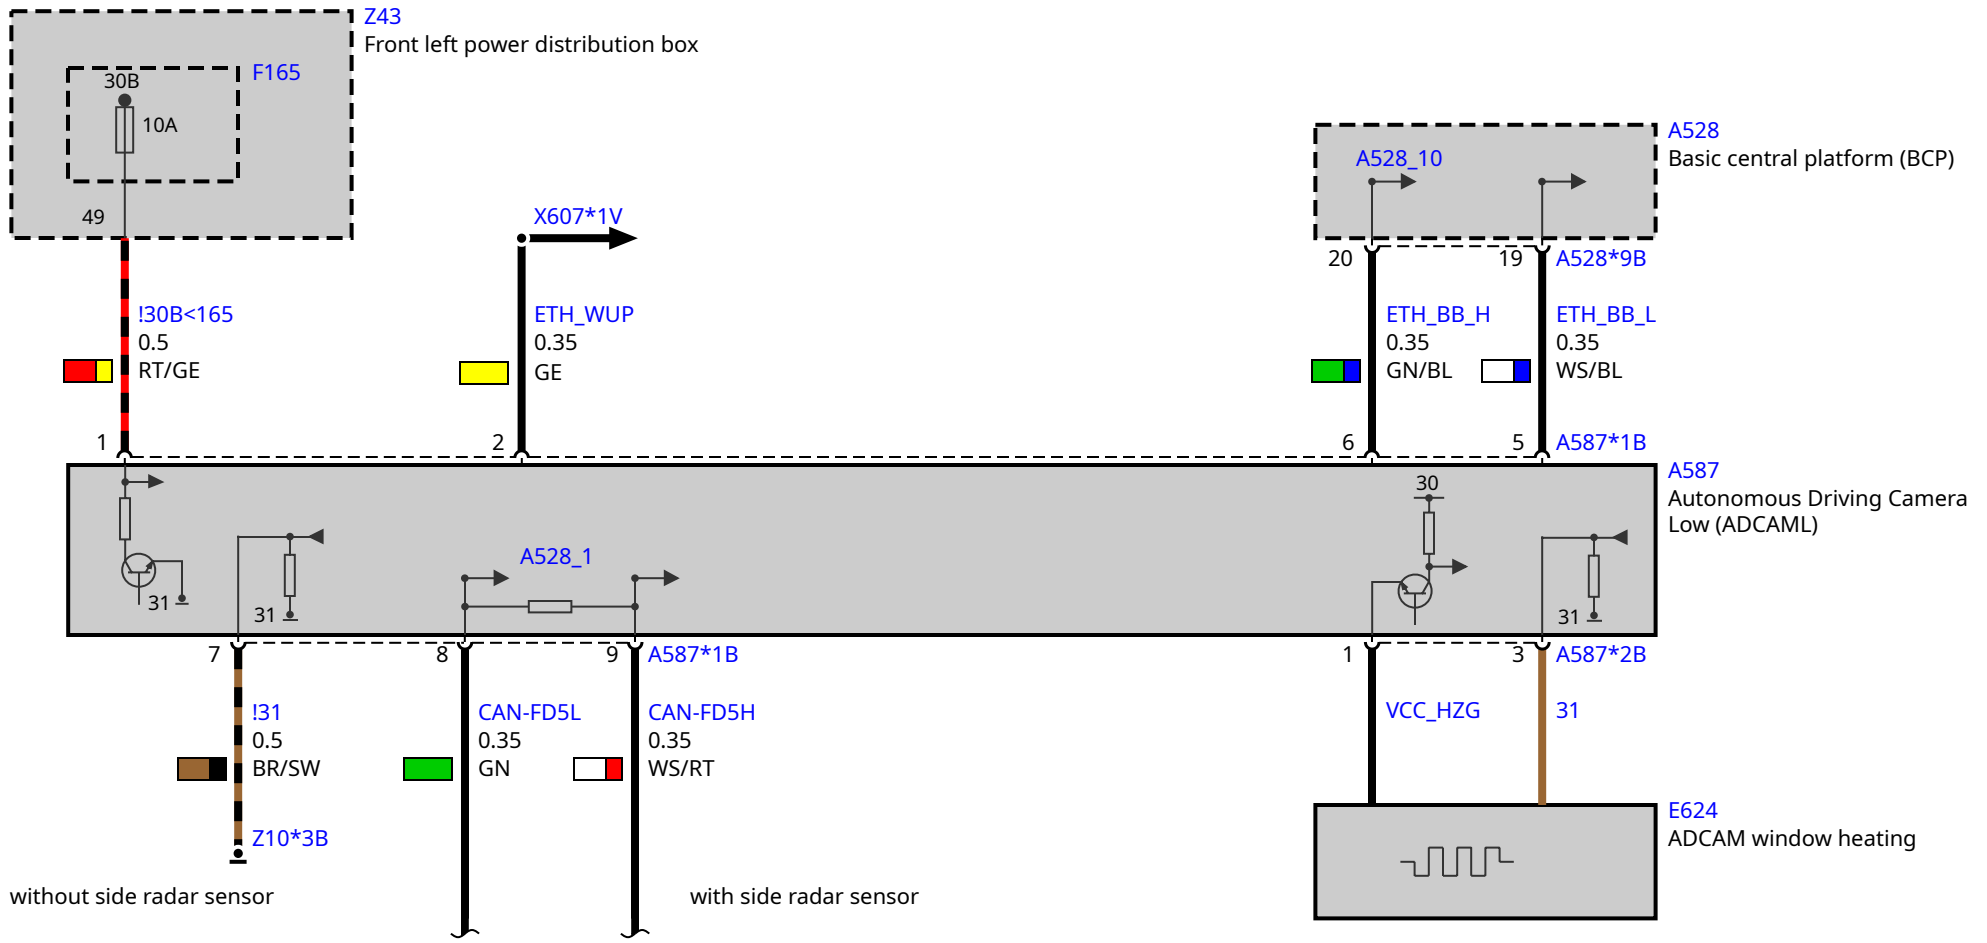 Z43
Front left power distribution box
F165
30B
10A
49
A528
Basic central platform (BCP)
A528_10
X607*1V
20
19
A528*9B
!30B<165
0.5
RT/GE
ETH_WUP
0.35
GE
ETH_BB_H
0.35
GN/BL
ETH_BB_L
0.35
WS/BL
1
2
6
5
A587*1B
A587
Autonomous Driving Camera
Low (ADCAML)
30
A528_1
31
31
31
7
8
9
A587*1B
1
3
A587*2B
!31
0.5
BR/SW
CAN-FD5L
0.35
GN
CAN-FD5H
0.35
WS/RT
VCC_HZG
31
Z10*3B
E624
ADCAM window heating
without side radar sensor
with side radar sensor